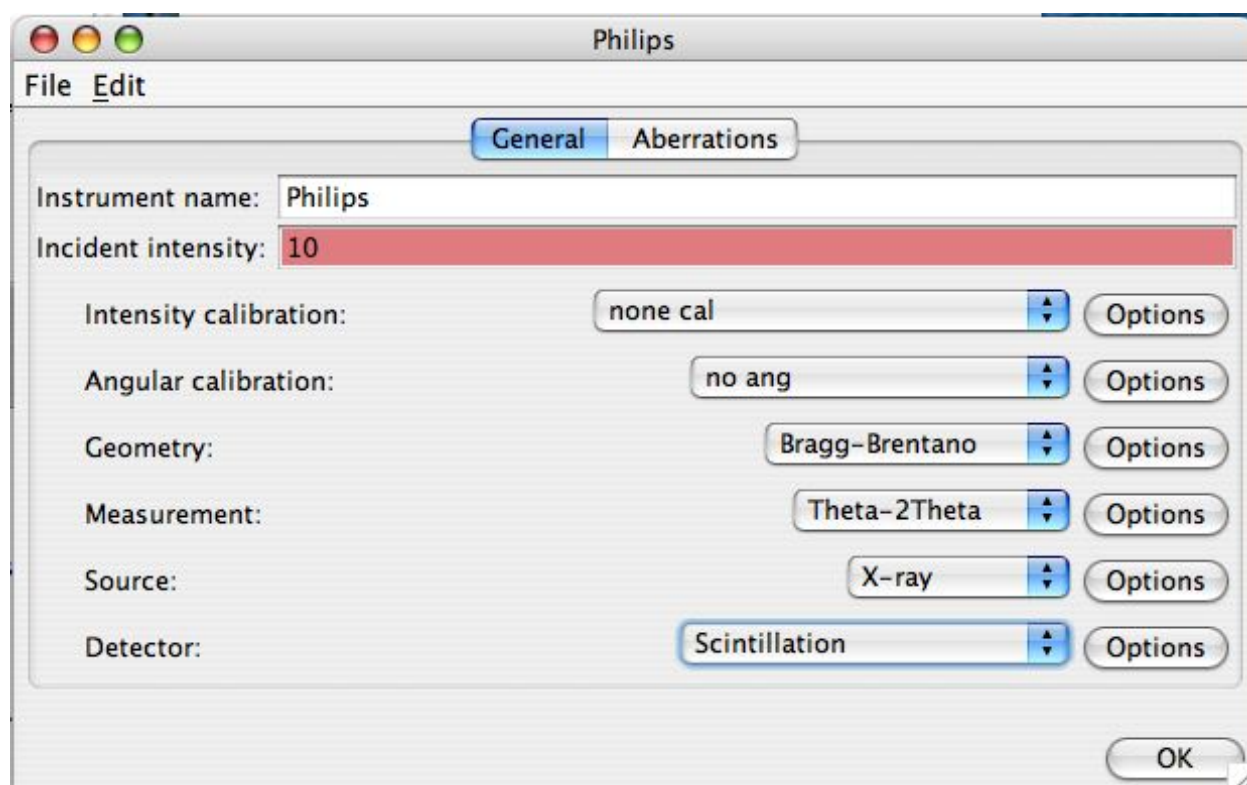 Philips
File Edit
General Aberrations
Instrument name: Philips
Incident intensity: 10
Intensity calibration: none cal Options
Angular calibration: no ang Options
Geometry: Bragg-Brentano Options
Measurement: Theta-2Theta Options
Source: X-ray Options
Detector: Scintillation Options
OK